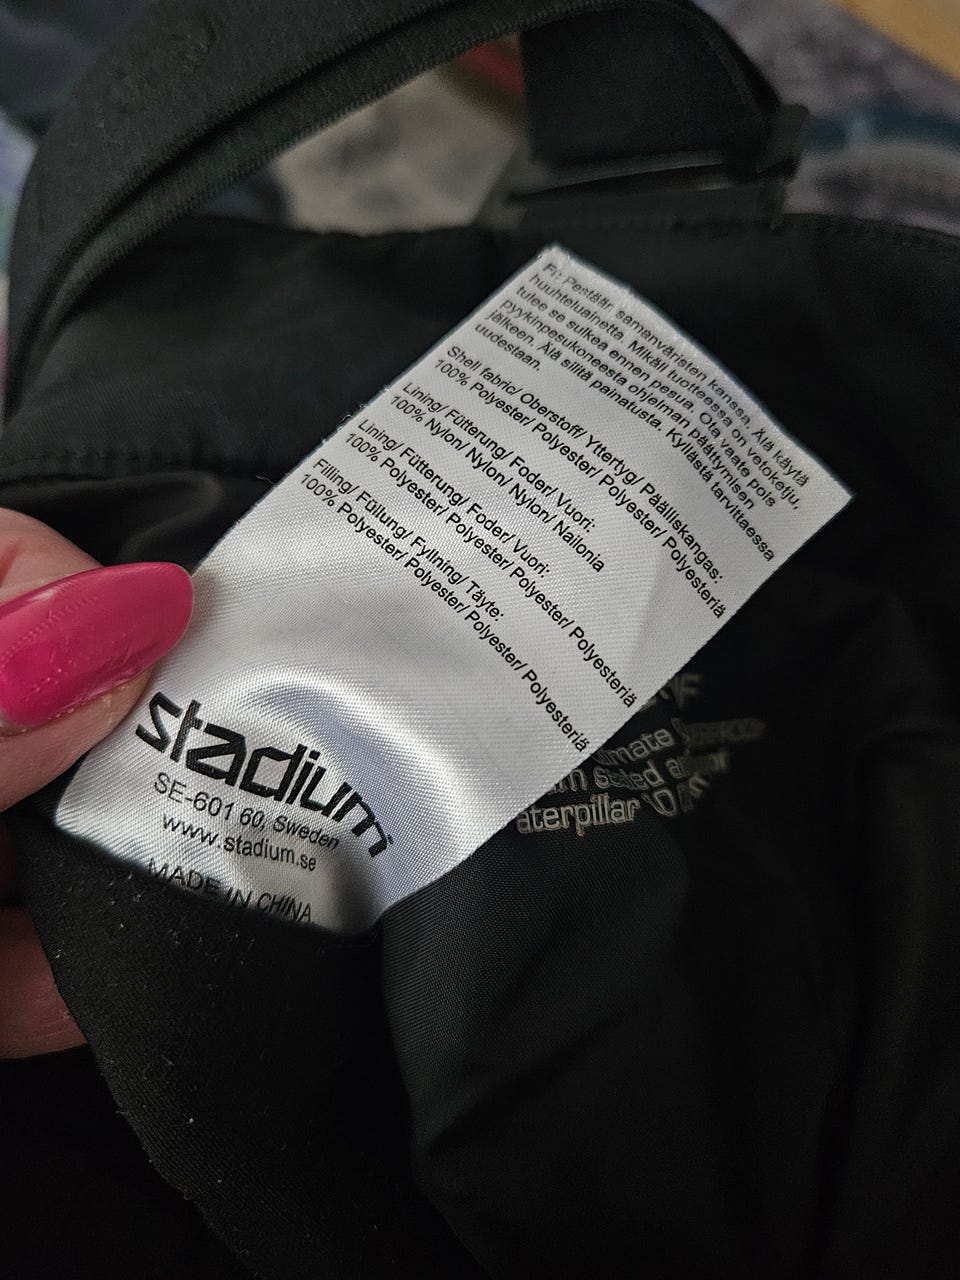 FI: Pestään samanväristen kanssa. Älä käytä
huuhteluainetta. Mikäli tuotteessa on vetoketju,
tulee se sulkea ennen pesua. Ota vaate pois
pyykinpesukoneesta ohjelman päättymisen
jälkeen. Älä silitä painatusta. Kyllästä tarvittaessa
uudestaan.
Shell fabric/ Oberstoff/ Yttertyg/ Päälliskangas:
100% Polyester/ Polyester/ Polyester/ Polyesteriä
Lining/ Fütterung/ Foder/ Vuori:
100% Nylon/ Nylon/ Nylon/ Nailonia
Lining/ Fütterung/ Foder/ Vuori:
100% Polyester/ Polyester/ Polyester/ Polyesteriä
Filling/ Füllung/ Fyllning/ Täyte:
100% Polyester/ Polyester/ Polyester/ Polyesteriä
stadium
SE-601 60, Sweden
www.stadium.se
MADE IN CHINA